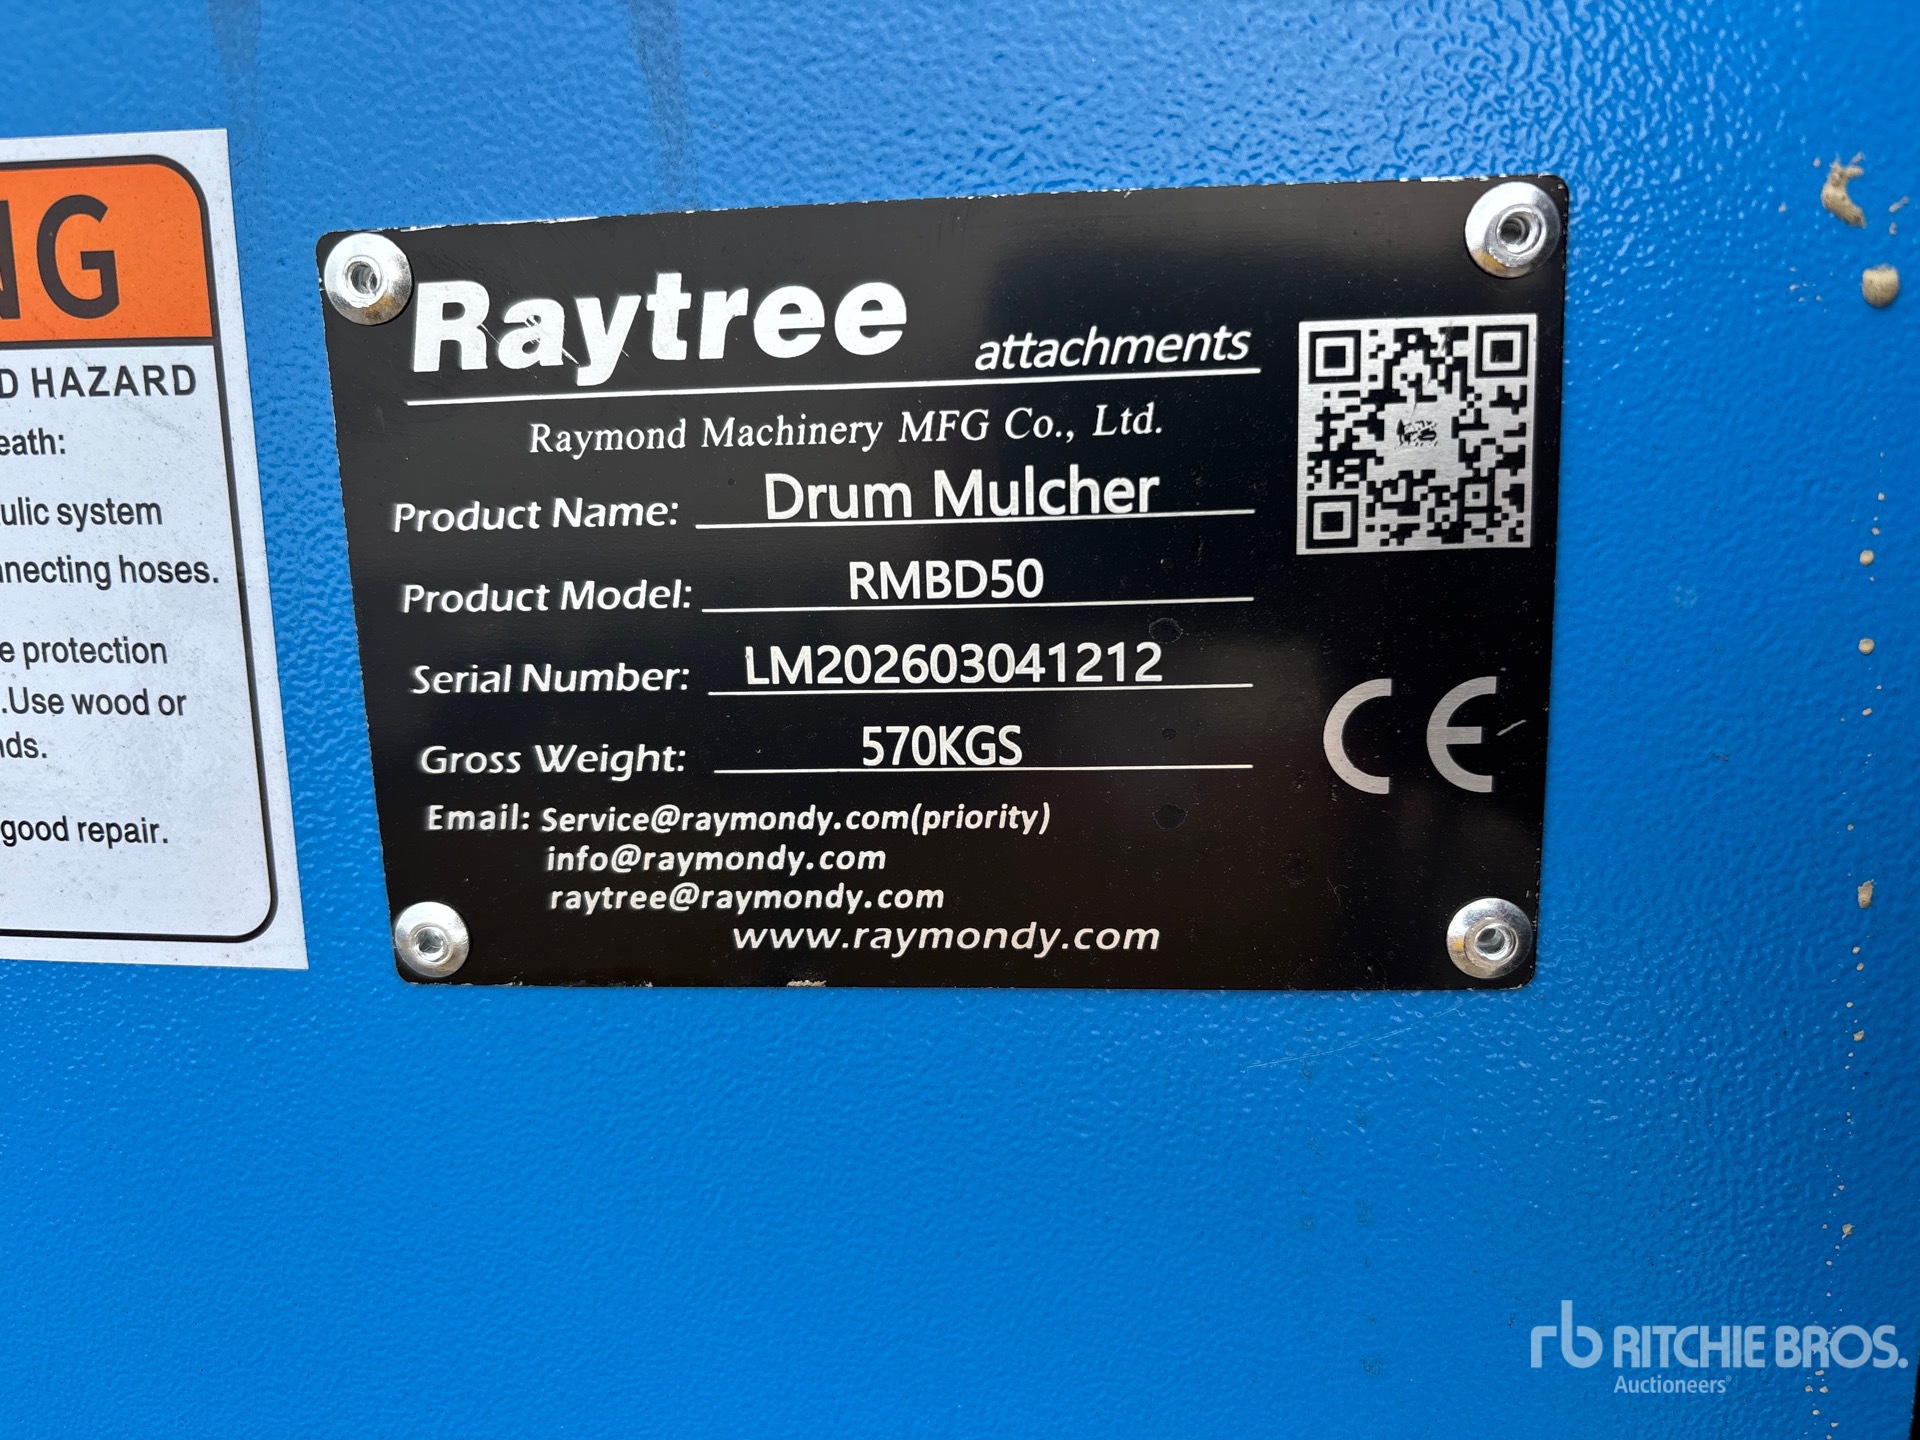 NG
D HAZARD
eath:
ulic system
nnecting hoses.
e protection
.Use wood or
nds.
good repair.
Raytree attachments
Raymond Machinery MFG Co., Ltd.
Product Name: Drum Mulcher
Product Model: RMBD50
Serial Number: LM202603041212
Gross Weight: 570KGS
CE
Email: Service@raymondy.com(priority)
info@raymondy.com
raytree@raymondy.com
www.raymondy.com
rb RITCHIE BROS.
Auctioneers